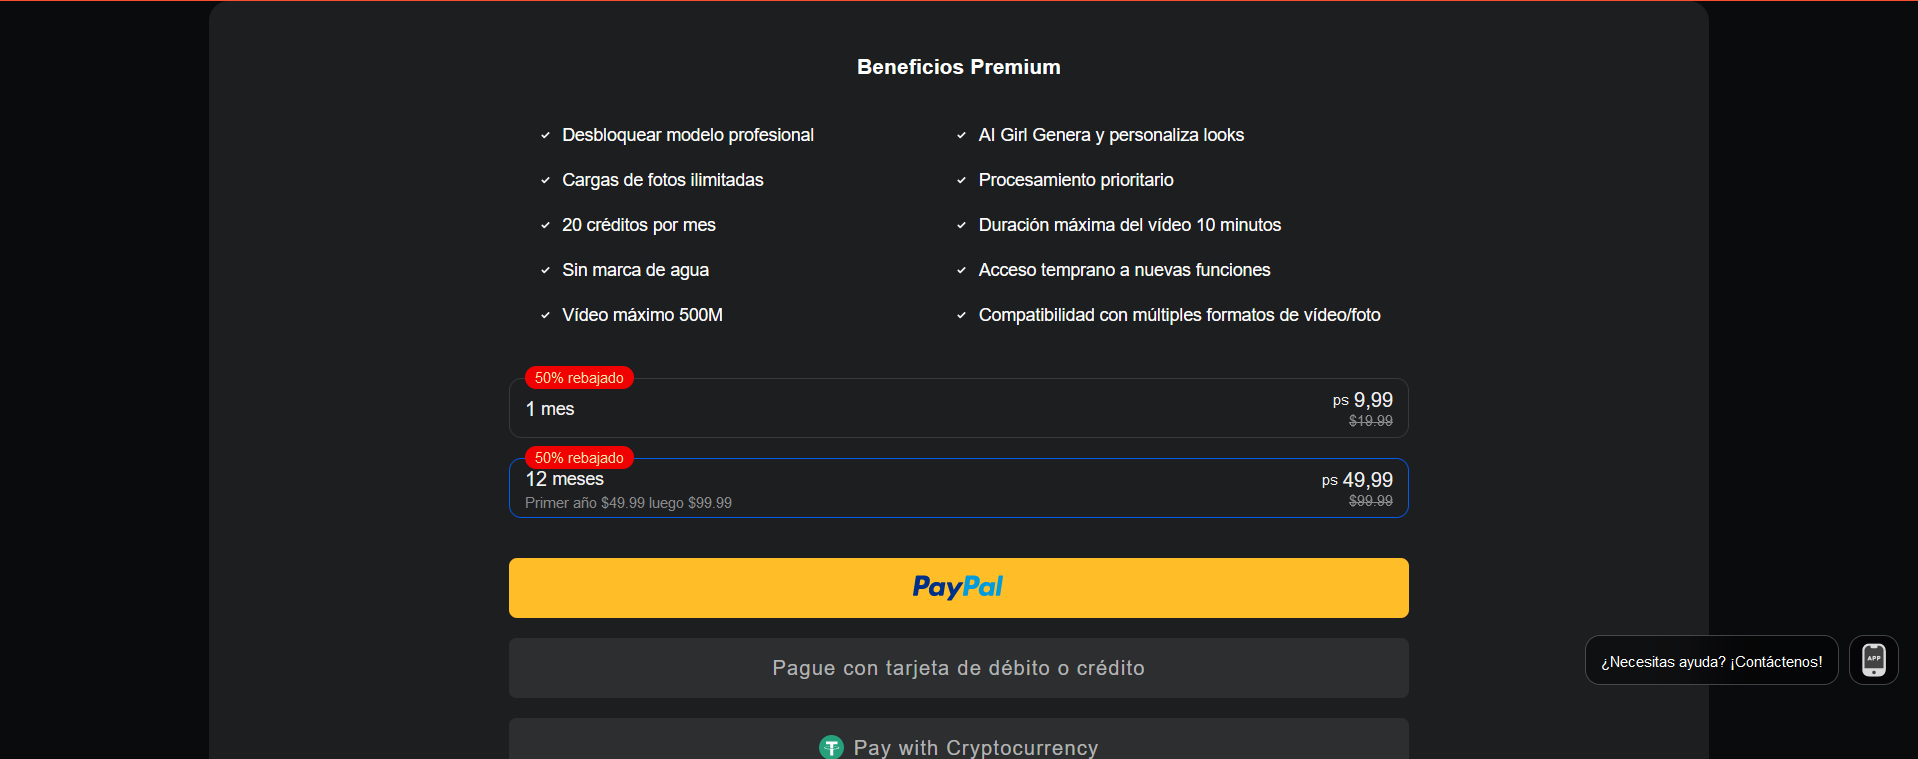 Beneficios Premium
Desbloquear modelo profesional
AI Girl Genera y personaliza looks
Cargas de fotos ilimitadas
Procesamiento prioritario
20 créditos por mes
Duración máxima del vídeo 10 minutos
Sin marca de agua
Acceso temprano a nuevas funciones
Vídeo máximo 500M
Compatibilidad con múltiples formatos de vídeo/foto
50% rebajado
1 mes
ps 9,99
$19.99
50% rebajado
12 meses
ps 49,99
Primer año $49.99 luego $99.99
$99.99
PayPal
Pague con tarjeta de débito o crédito
¿Necesitas ayuda? ¡Contáctenos!
APP
Pay with Cryptocurrency